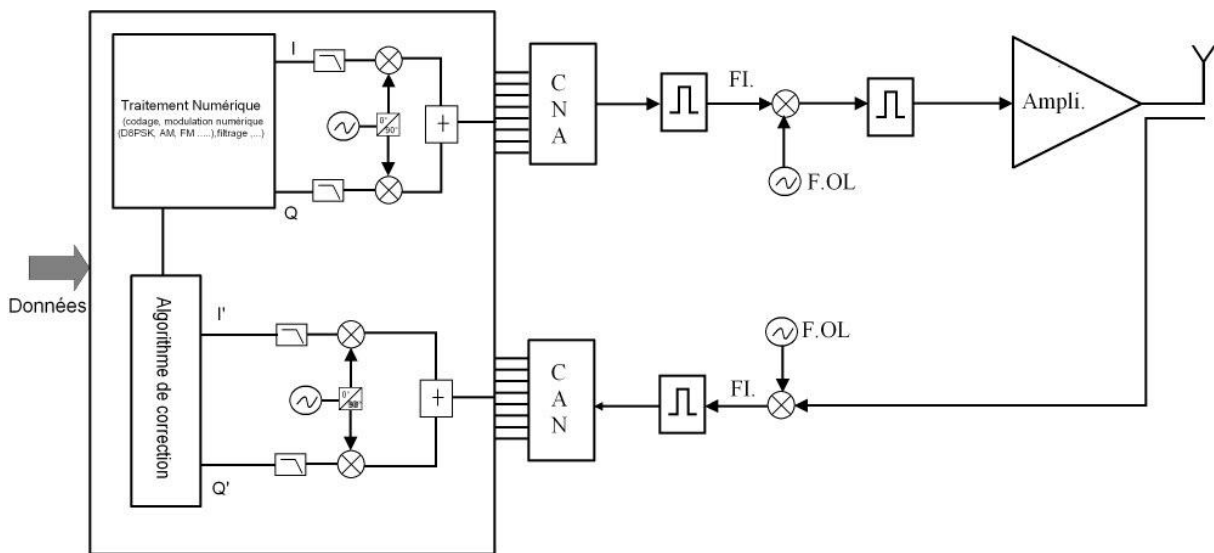 Traitement Numérique
(codage, modulation numérique
(D8PSK, AM, FM .....),filtrage ,...)
I
Q
0°
90°
+
C
N
A
FI.
F.OL
Ampli.
Données
Algorithme de correction
I'
Q'
0°
90°
+
C
A
N
FI.
F.OL